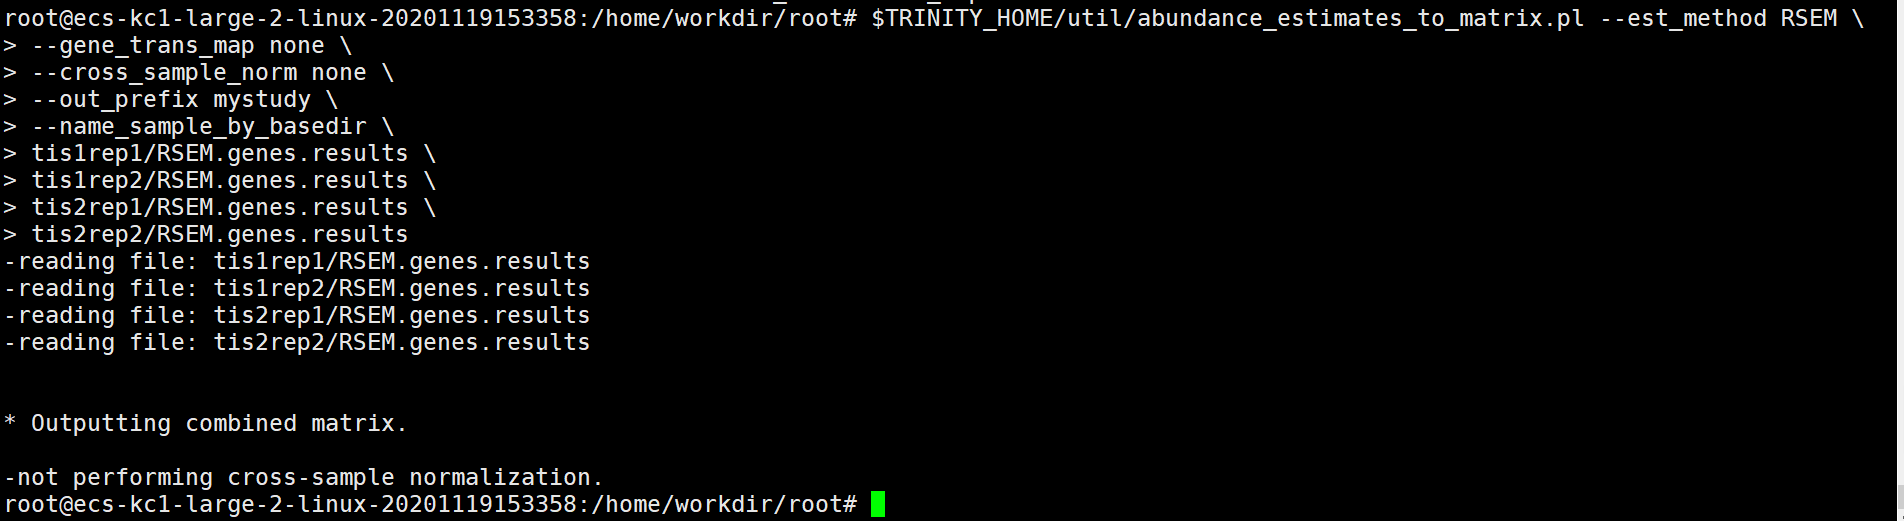 root@ecs-kc1-large-2-linux-20201119153358:/home/workdir/root# $TRINITY_HOME/util/abundance_estimates_to_matrix.pl --est_method RSEM \
> --gene_trans_map none \
> --cross_sample_norm none \
> --out_prefix mystudy \
> --name_sample_by_basedir \
> tis1rep1/RSEM.genes.results \
> tis1rep2/RSEM.genes.results \
> tis2rep1/RSEM.genes.results \
> tis2rep2/RSEM.genes.results
-reading file: tis1rep1/RSEM.genes.results
-reading file: tis1rep2/RSEM.genes.results
-reading file: tis2rep1/RSEM.genes.results
-reading file: tis2rep2/RSEM.genes.results
* Outputting combined matrix.
-not performing cross-sample normalization.
root@ecs-kc1-large-2-linux-20201119153358:/home/workdir/root#